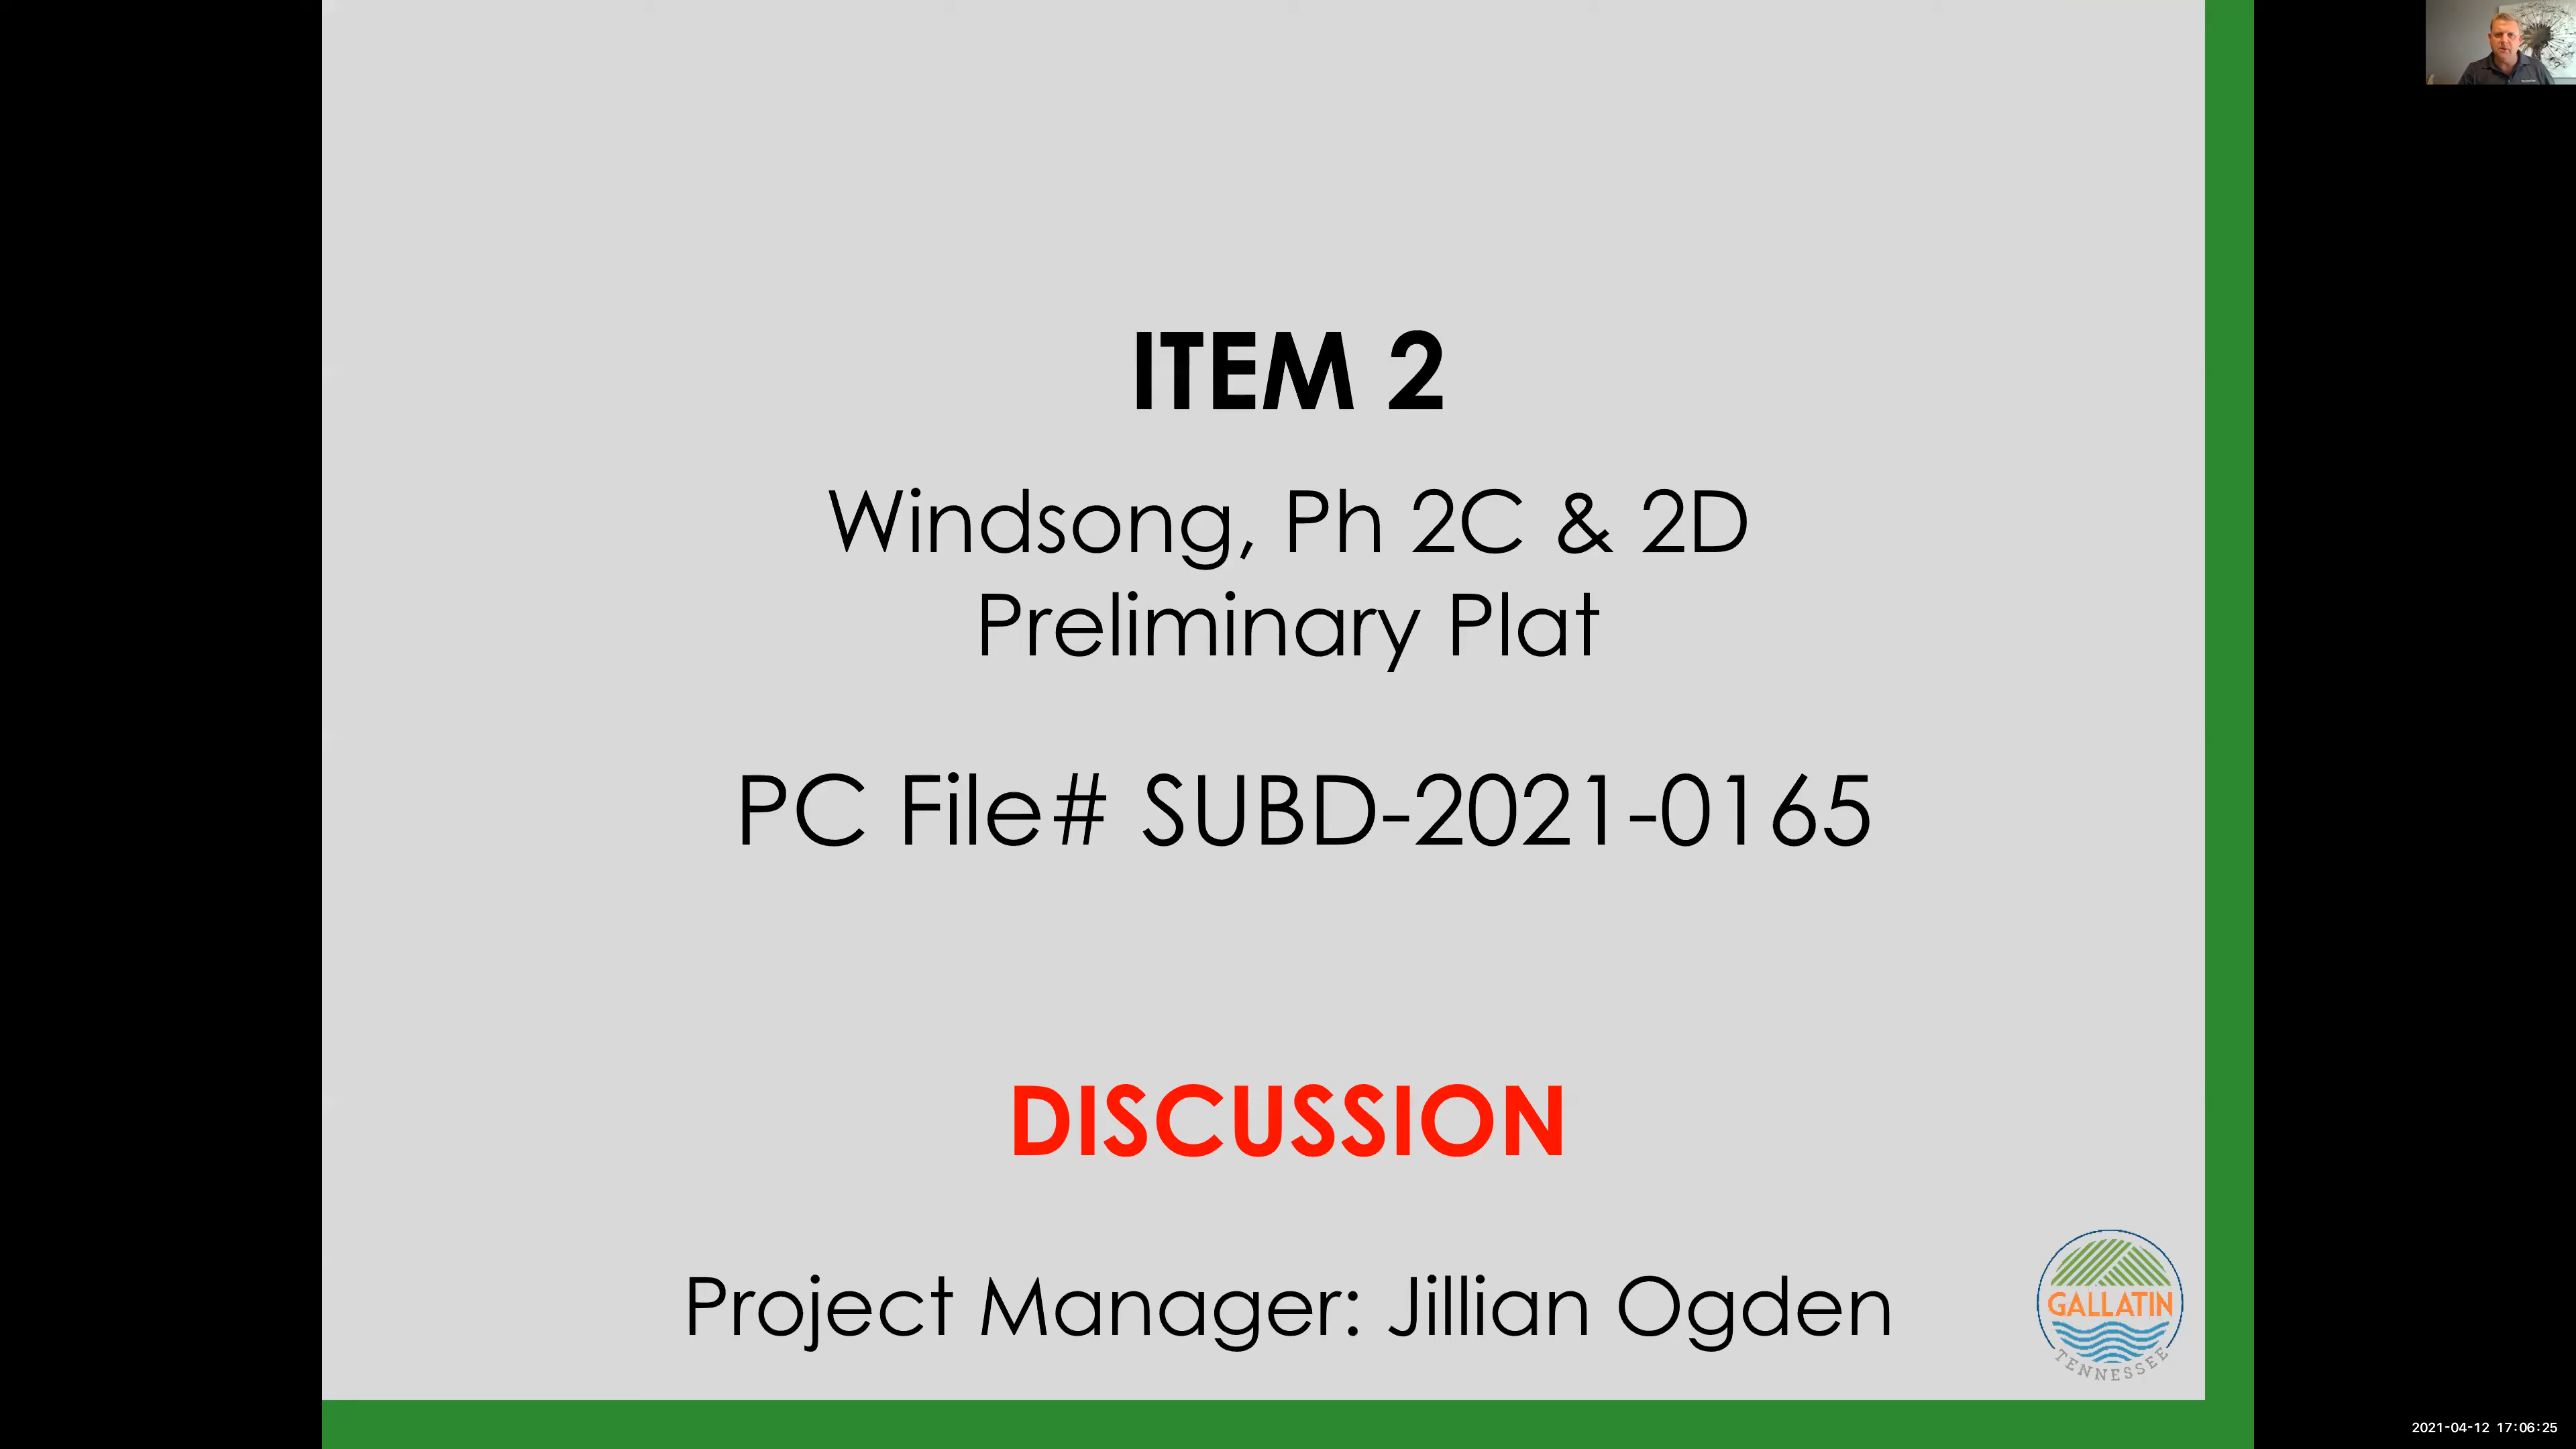 ITEM 2
Windsong, Ph 2C & 2D
Preliminary Plat
PC File# SUBD-2021-0165
DISCUSSION
Project Manager: Jillian Ogden
GALLATIN
TENNESSEE
2021-04-12 17:06:25